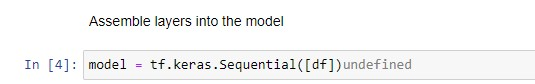 Assemble layers into the model
In [4]: model = tf.keras.Sequential([df])undefined